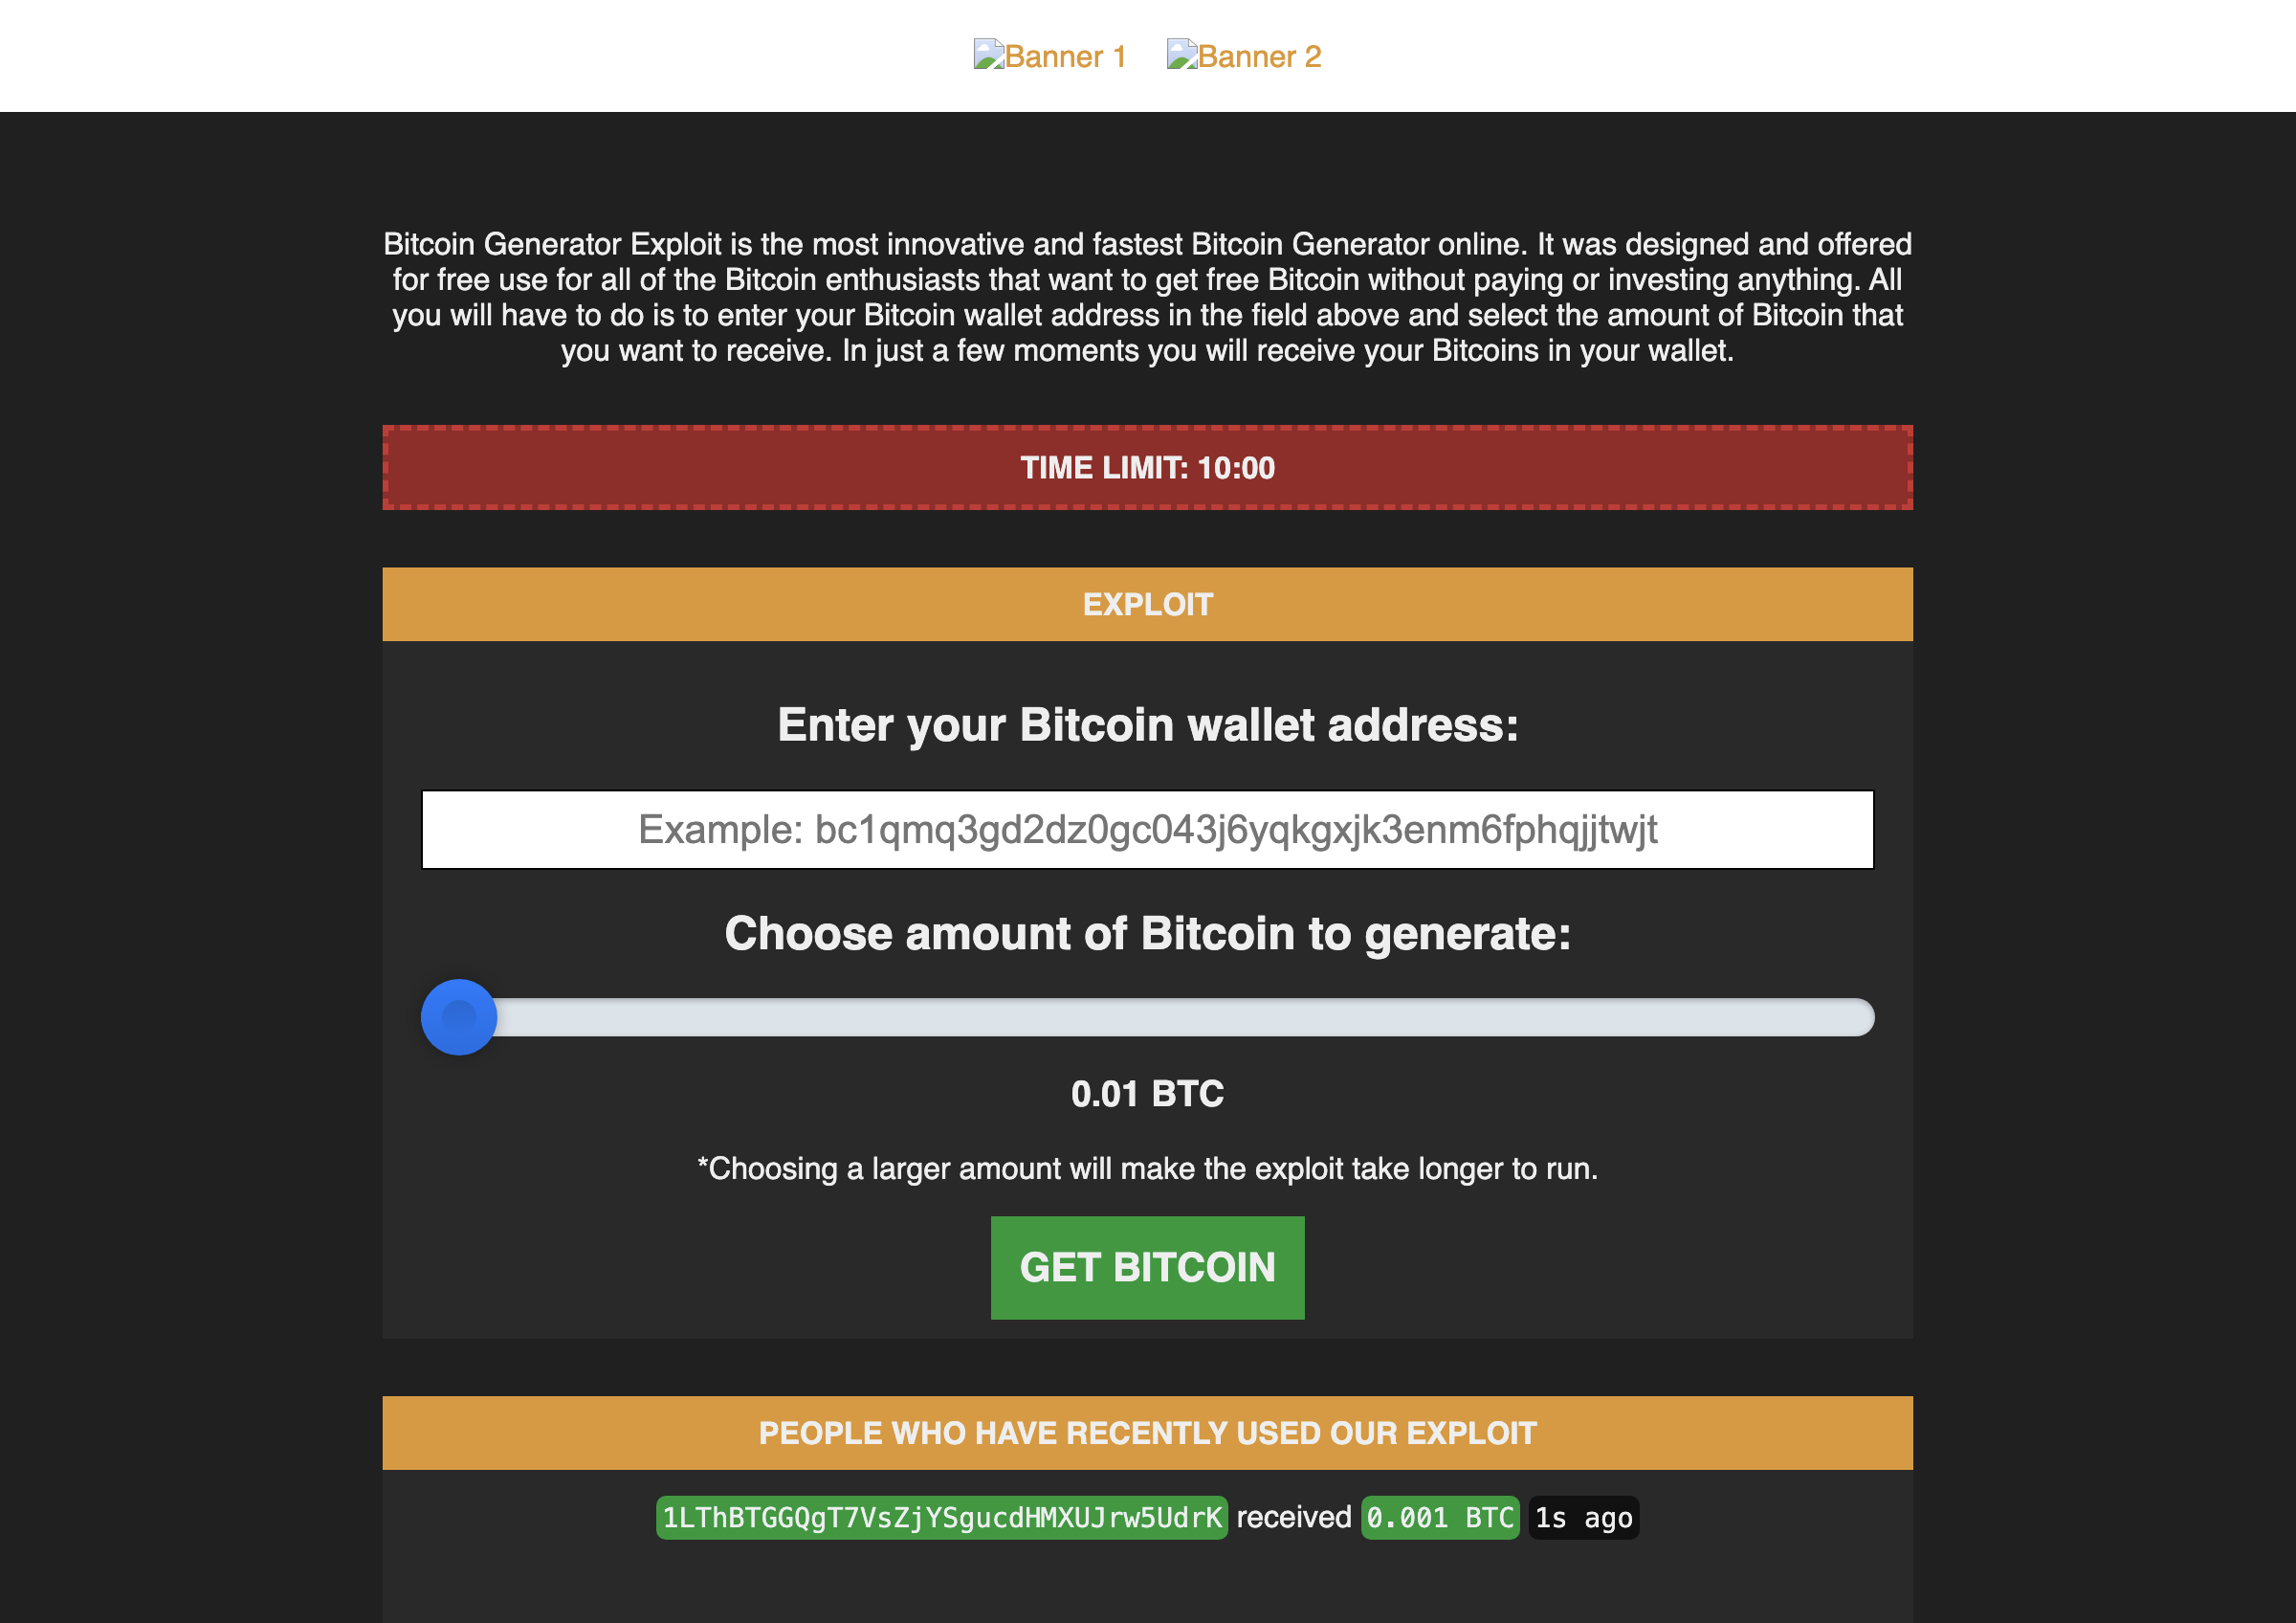 Banner 1 Banner 2
Bitcoin Generator Exploit is the most innovative and fastest Bitcoin Generator online. It was designed and offered
for free use for all of the Bitcoin enthusiasts that want to get free Bitcoin without paying or investing anything. All
you will have to do is to enter your Bitcoin wallet address in the field above and select the amount of Bitcoin that
you want to receive. In just a few moments you will receive your Bitcoins in your wallet.
TIME LIMIT: 10:00
EXPLOIT
Enter your Bitcoin wallet address:
Example: bc1qmq3gd2dz0gc043j6yqkgxjk3enm6fphqjjtwjt
Choose amount of Bitcoin to generate:
0.01 BTC
*Choosing a larger amount will make the exploit take longer to run.
GET BITCOIN
PEOPLE WHO HAVE RECENTLY USED OUR EXPLOIT
1LThBTGGQgT7VsZjYSgucdHMXUJrw5UdrK received 0.001 BTC 1s ago